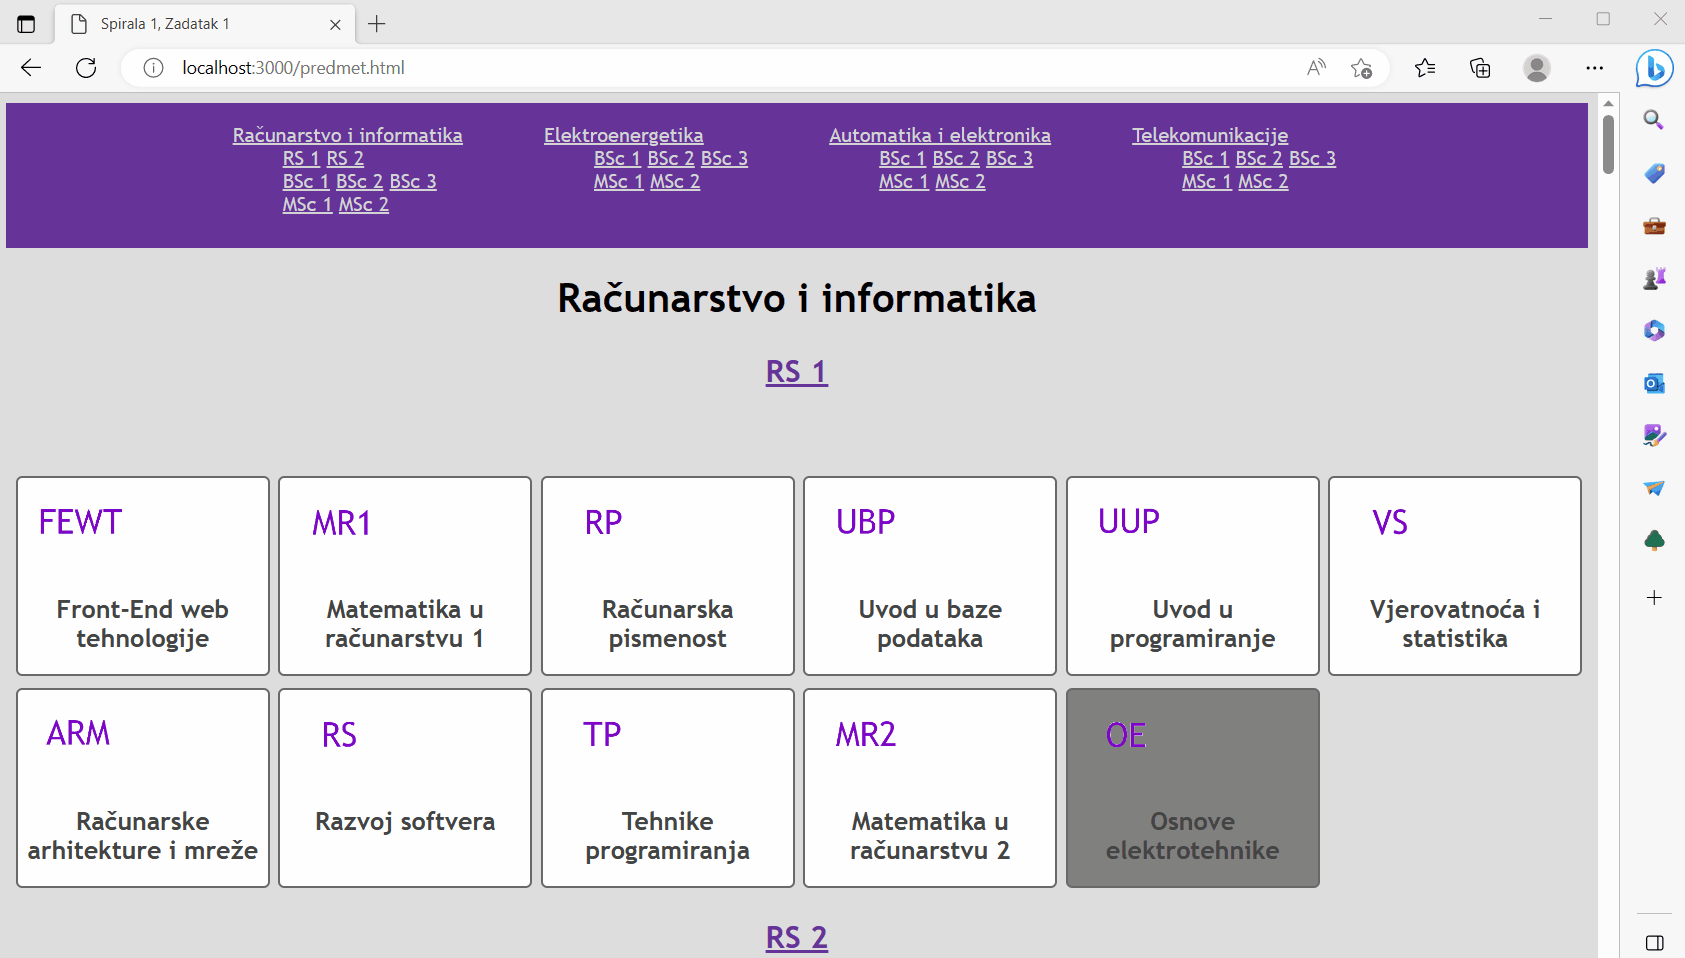 Spirala 1, Zadatak 1
localhost:3000/predmet.html
Računarstvo i informatika
RS 1 RS 2
BSc 1 BSc 2 BSc 3
MSc 1 MSc 2
Elektroenergetika
BSc 1 BSc 2 BSc 3
MSc 1 MSc 2
Automatika i elektronika
BSc 1 BSc 2 BSc 3
MSc 1 MSc 2
Telekomunikacije
BSc 1 BSc 2 BSc 3
MSc 1 MSc 2
Računarstvo i informatika
RS 1
FEWT
Front-End web
tehnologije
MR1
Matematika u
računarstvu 1
RP
Računarska
pismenost
UBP
Uvod u baze
podataka
UUP
Uvod u
programiranje
VS
Vjerovatnoća i
statistika
ARM
Računarske
arhitekture i mreže
RS
Razvoj softvera
TP
Tehnike
programiranja
MR2
Matematika u
računarstvu 2
OE
Osnove
elektrotehnike
RS 2